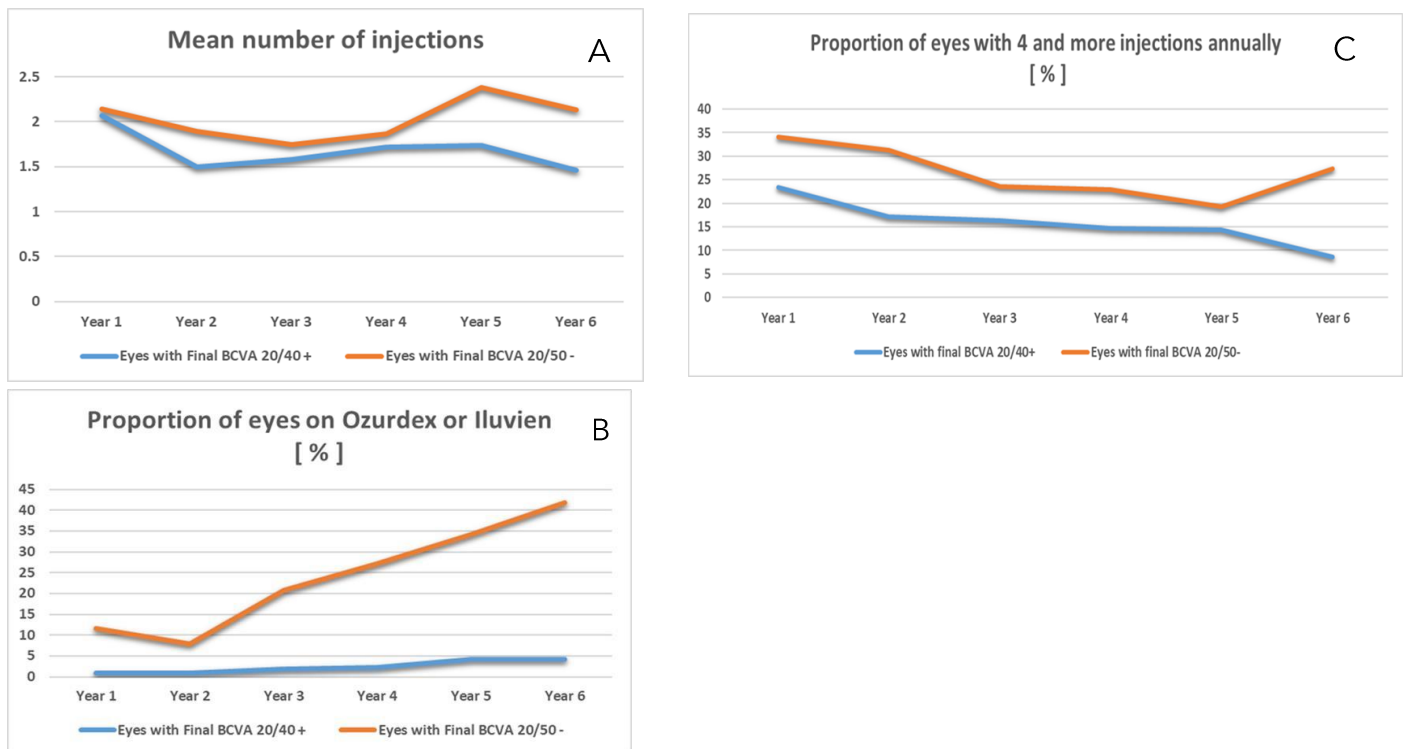 Mean number of injections
A
2.5
2
1.5
1
0.5
0
Year 1 Year 2 Year 3 Year 4 Year 5 Year 6
Eyes with Final BCVA 20/40 + Eyes with Final BCVA 20/50 -
Proportion of eyes with 4 and more injections annually
[ % ]
C
40
35
30
25
20
15
10
5
0
Year 1 Year 2 Year 3 Year 4 Year 5 Year 6
Eyes with final BCVA 20/40+ Eyes with final BCVA 20/50-
Proportion of eyes on Ozurdex or Iluvien
[ % ]
B
45
40
35
30
25
20
15
10
5
0
Year 1 Year 2 Year 3 Year 4 Year 5 Year 6
Eyes with Final BCVA 20/40 + Eyes with Final BCVA 20/50 -